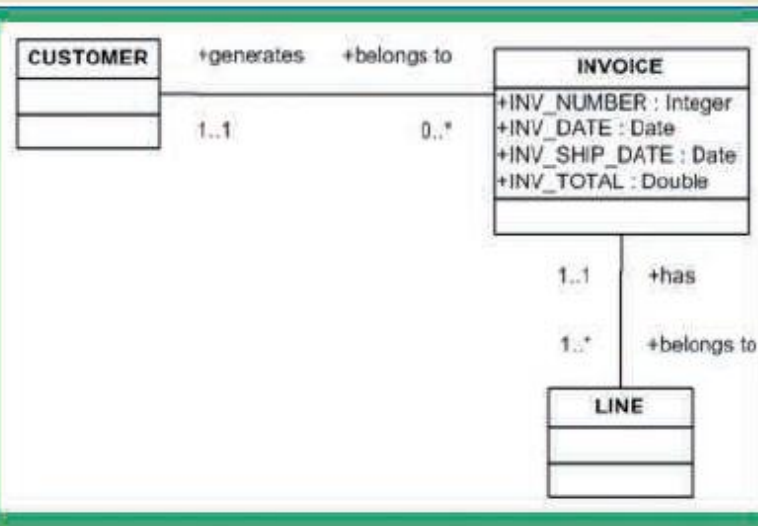 CUSTOMER
+generates
+belongs to
1..1
0..*
INVOICE
+INV_NUMBER : Integer
+INV_DATE : Date
+INV_SHIP_DATE : Date
+INV_TOTAL : Double
1..1
+has
1..*
+belongs to
LINE